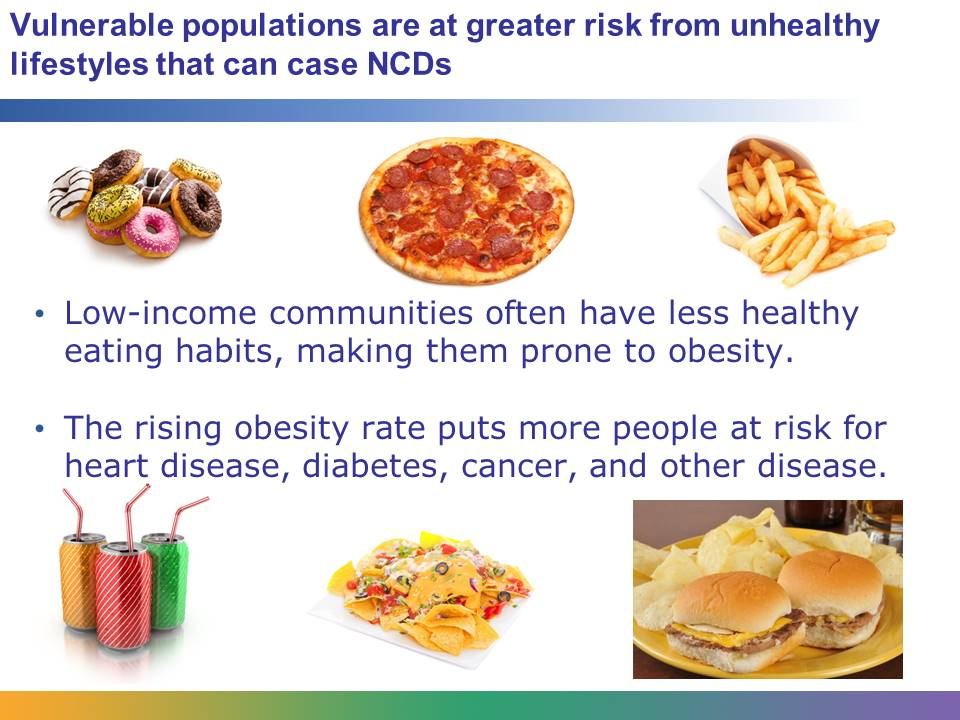 Vulnerable populations are at greater risk from unhealthy
lifestyles that can case NCDs
• Low-income communities often have less healthy
eating habits, making them prone to obesity.
• The rising obesity rate puts more people at risk for
heart disease, diabetes, cancer, and other disease.